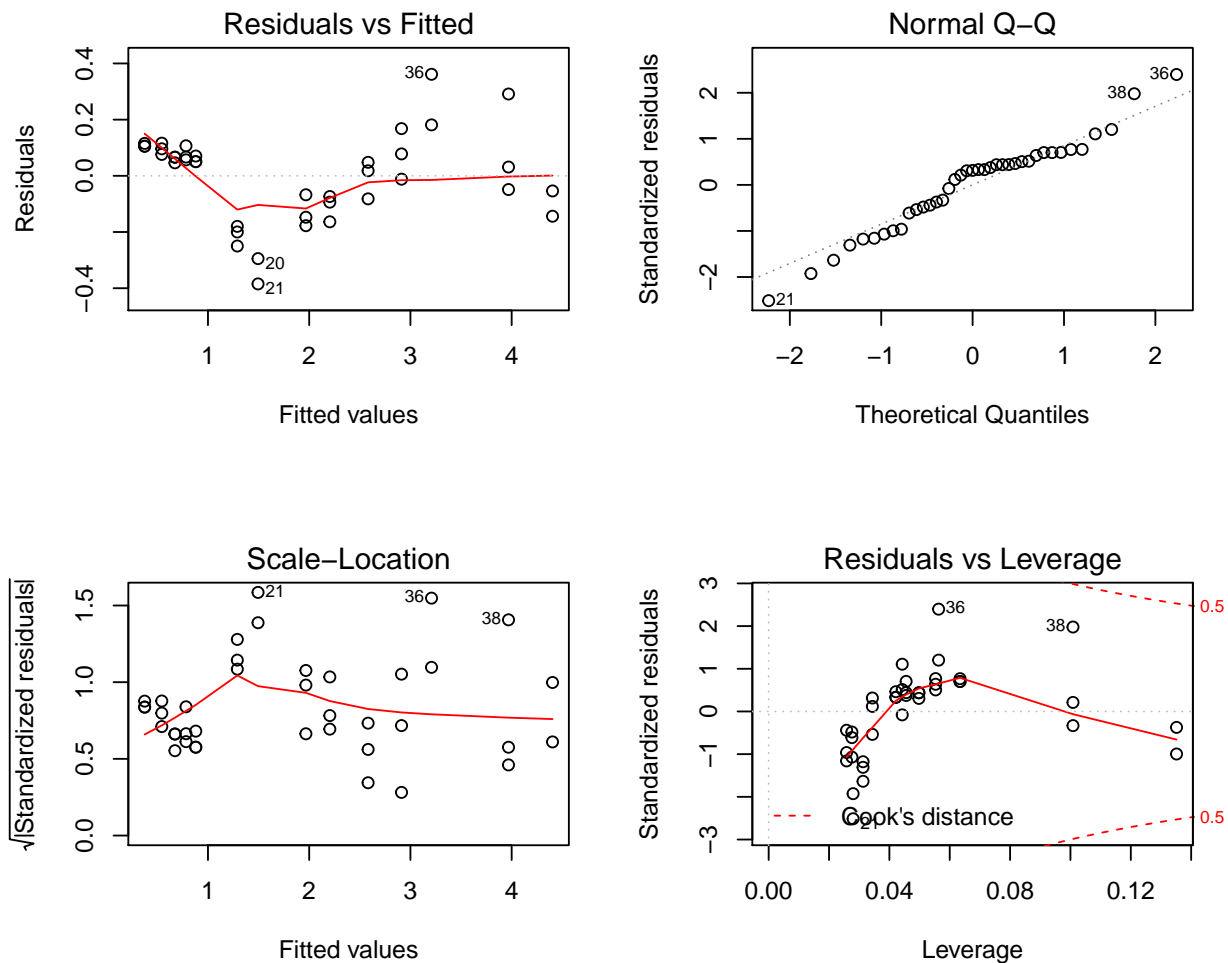 Residuals vs Fitted
Residuals
0.4
0.2
0.0
−0.4
36
20
21
1 2 3 4
Fitted values
Normal Q−Q
Standardized residuals
2
1
0
−2
36
38
21
−2 −1 0 1 2
Theoretical Quantiles
Scale−Location
√|Standardized residuals|
1.5
1.0
0.5
0.0
21
36
38
1 2 3 4
Fitted values
Residuals vs Leverage
Standardized residuals
3
2
1
0
−1
−3
0.5
36
38
Cook's distance
21
0.5
0.00 0.04 0.08 0.12
Leverage